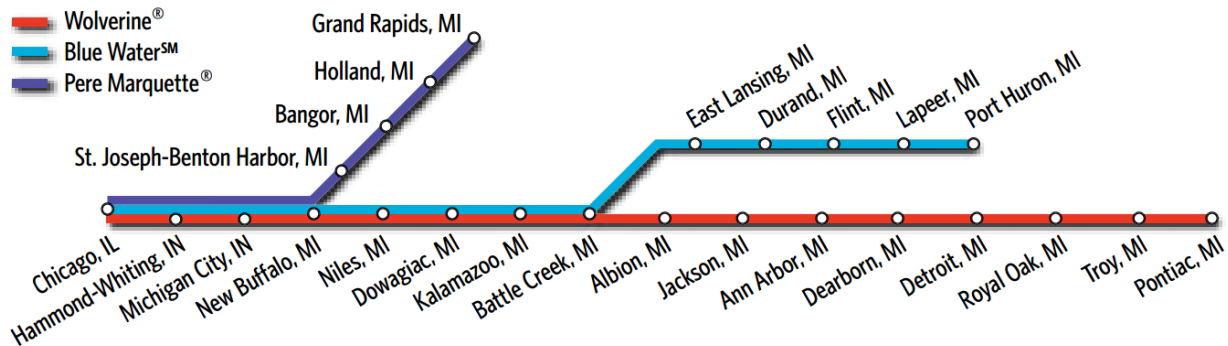 Wolverine®
Blue Water℠
Pere Marquette®
Grand Rapids, MI
Holland, MI
Bangor, MI
St. Joseph-Benton Harbor, MI
East Lansing, MI
Durand, MI
Flint, MI
Lapeer, MI
Port Huron, MI
Chicago, IL
Hammond-Whiting, IN
Michigan City, IN
New Buffalo, MI
Niles, MI
Dowagiac, MI
Kalamazoo, MI
Battle Creek, MI
Albion, MI
Jackson, MI
Ann Arbor, MI
Dearborn, MI
Detroit, MI
Royal Oak, MI
Troy, MI
Pontiac, MI